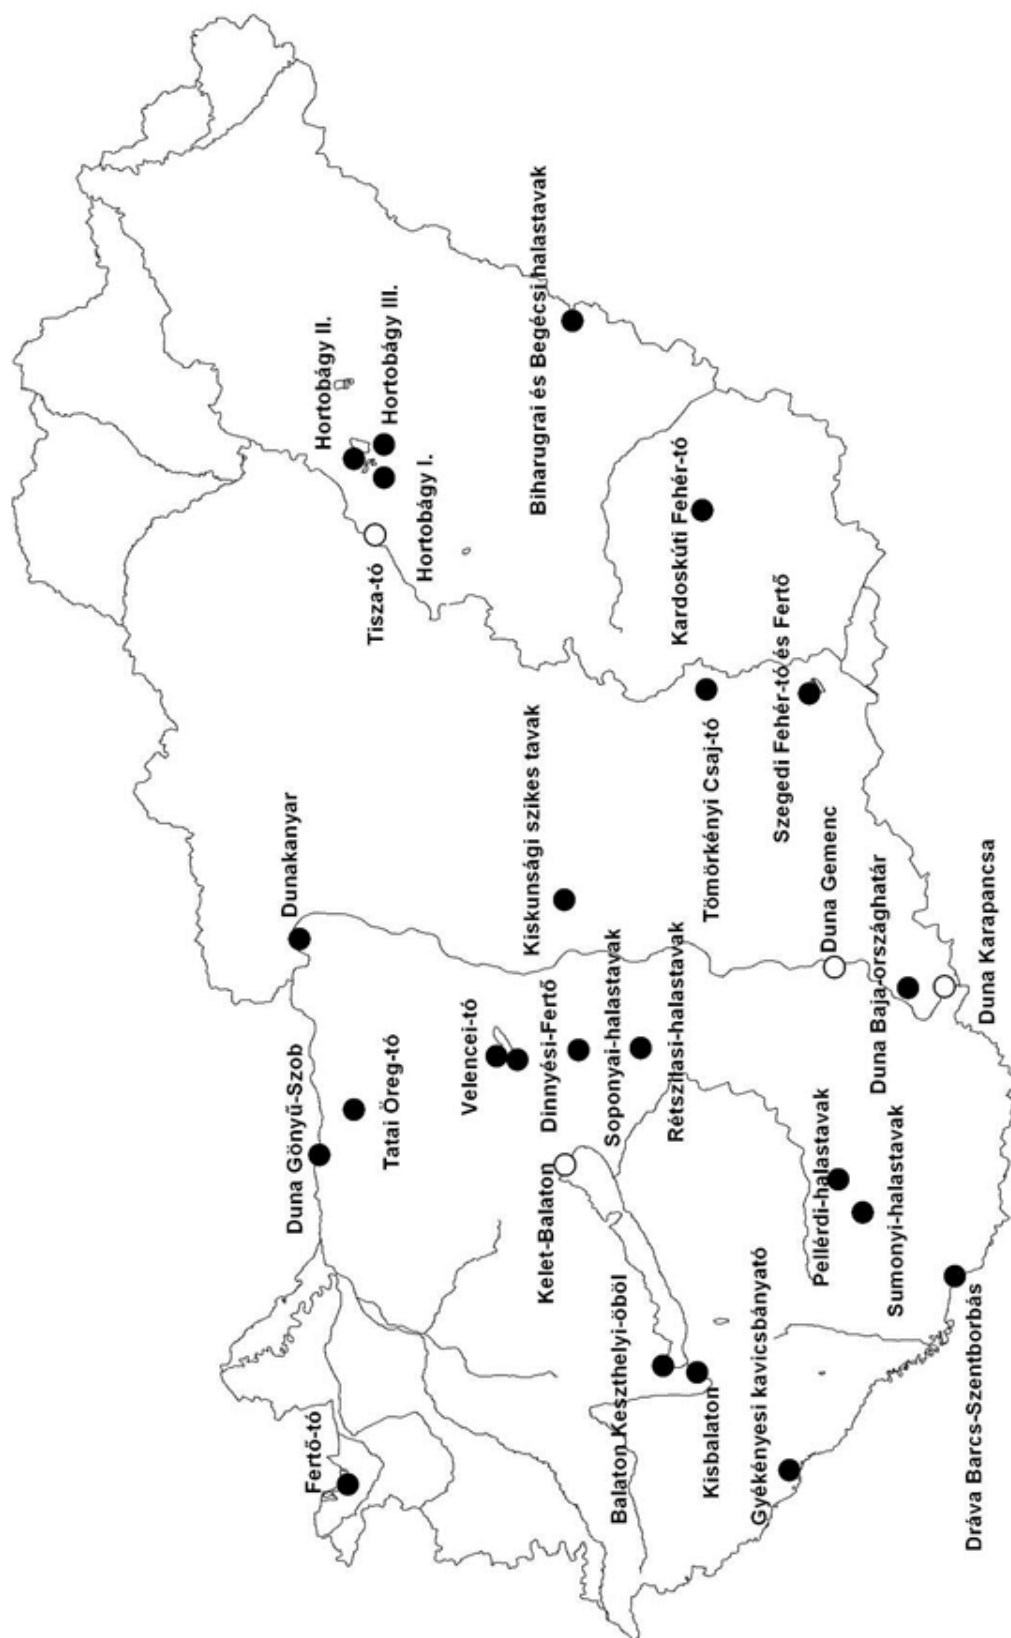 Fertő-tó
Duna Gönyű-Szob
Tatai Öreg-tó
Dunakanyar
Velencei-tó
Dinnyési-Fertő
Soponyai-halastavak
Rétszilasi-halastavak
Kelet-Balaton
Balaton Keszthelyi-öböl
Kisbalaton
Gyékényesi kavicsbányató
Dráva Barcs-Szentborbás
Pellérdi-halastavak
Sumonyi-halastavak
Kiskunsági szikes tavak
Duna Gemenc
Duna Baja-országhatár
Duna Karapancsa
Tömörkényi Csaj-tó
Szegedi Fehér-tó és Fertő
Kardoskúti Fehér-tó
Tisza-tó
Hortobágy I.
Hortobágy II.
Hortobágy III.
Biharugrai és Begécsi halastavak